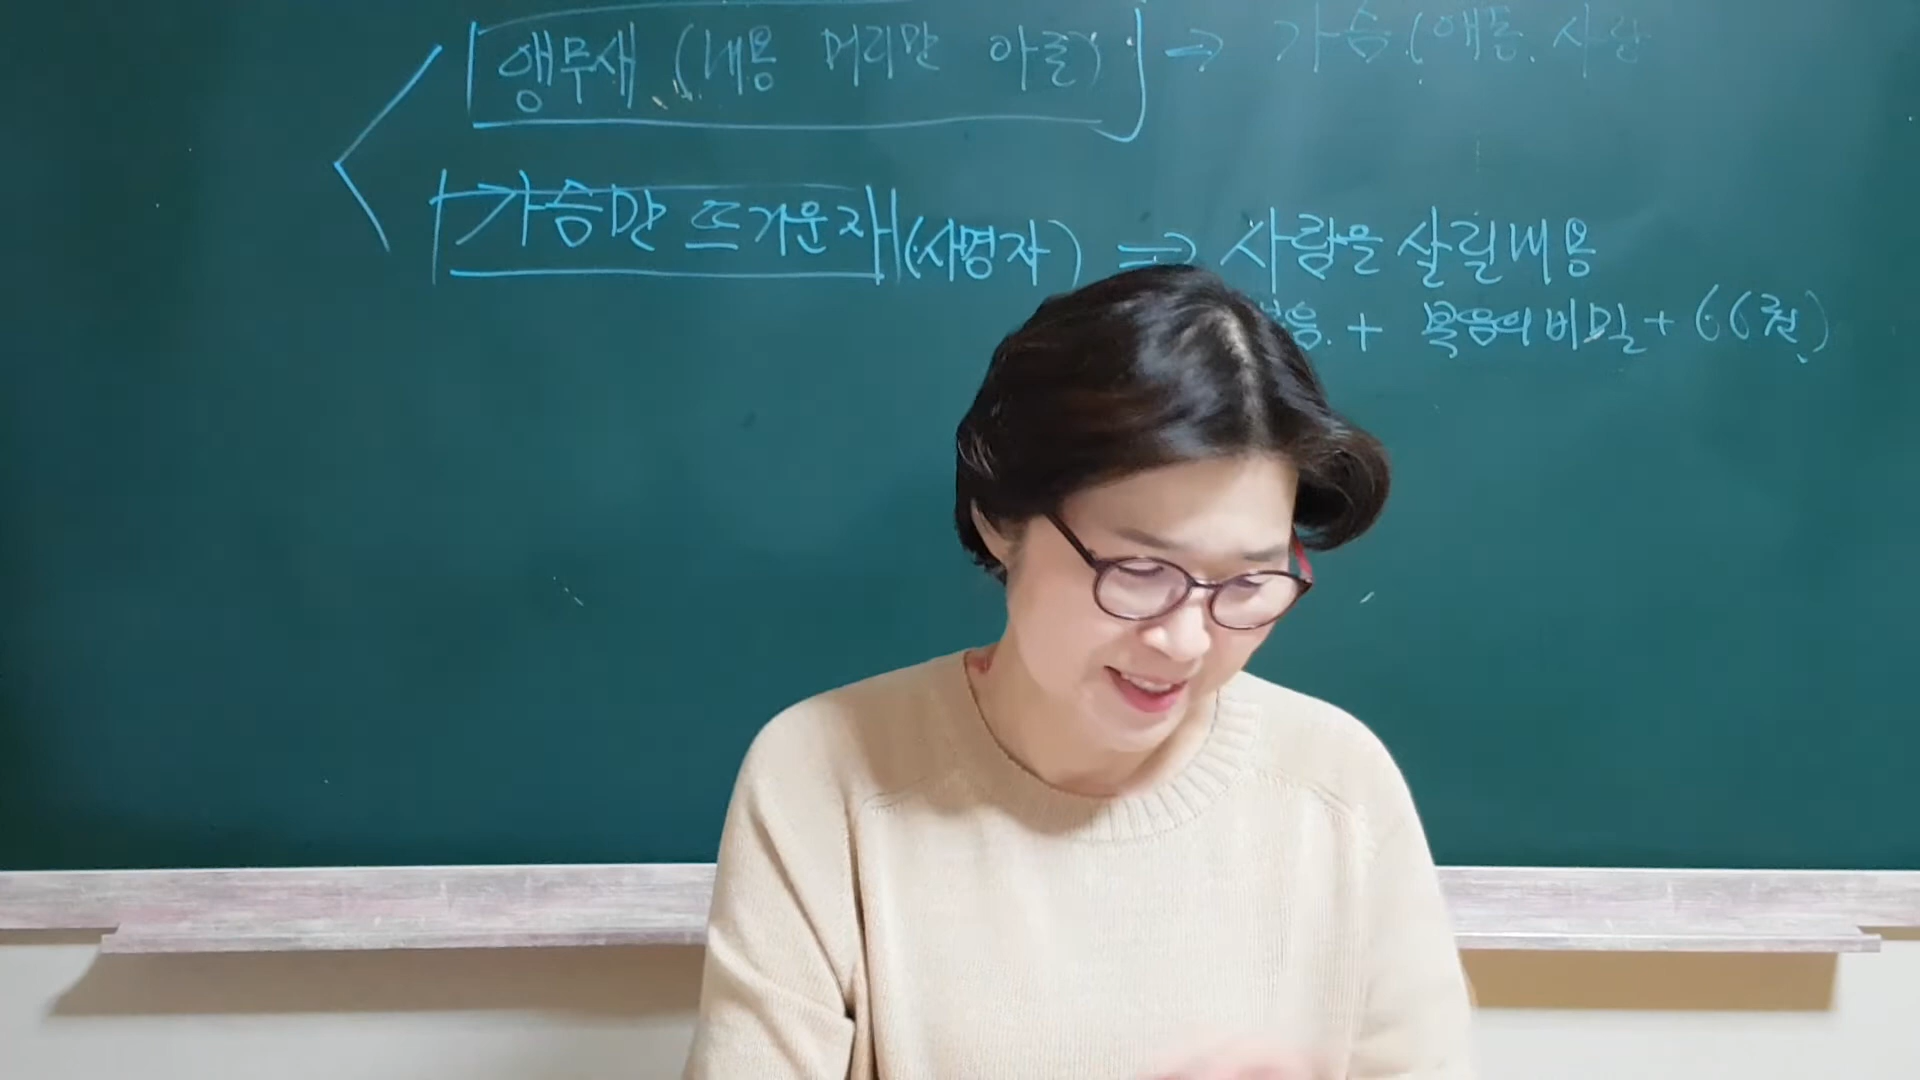 앵무새 (내용 머리만 아름) → 가슴 (애통. 사랑
가슴만 뜨거운 자 (사명자) ⇒ 사람을 살릴 내용
+ 복음의 비밀 + 66권)